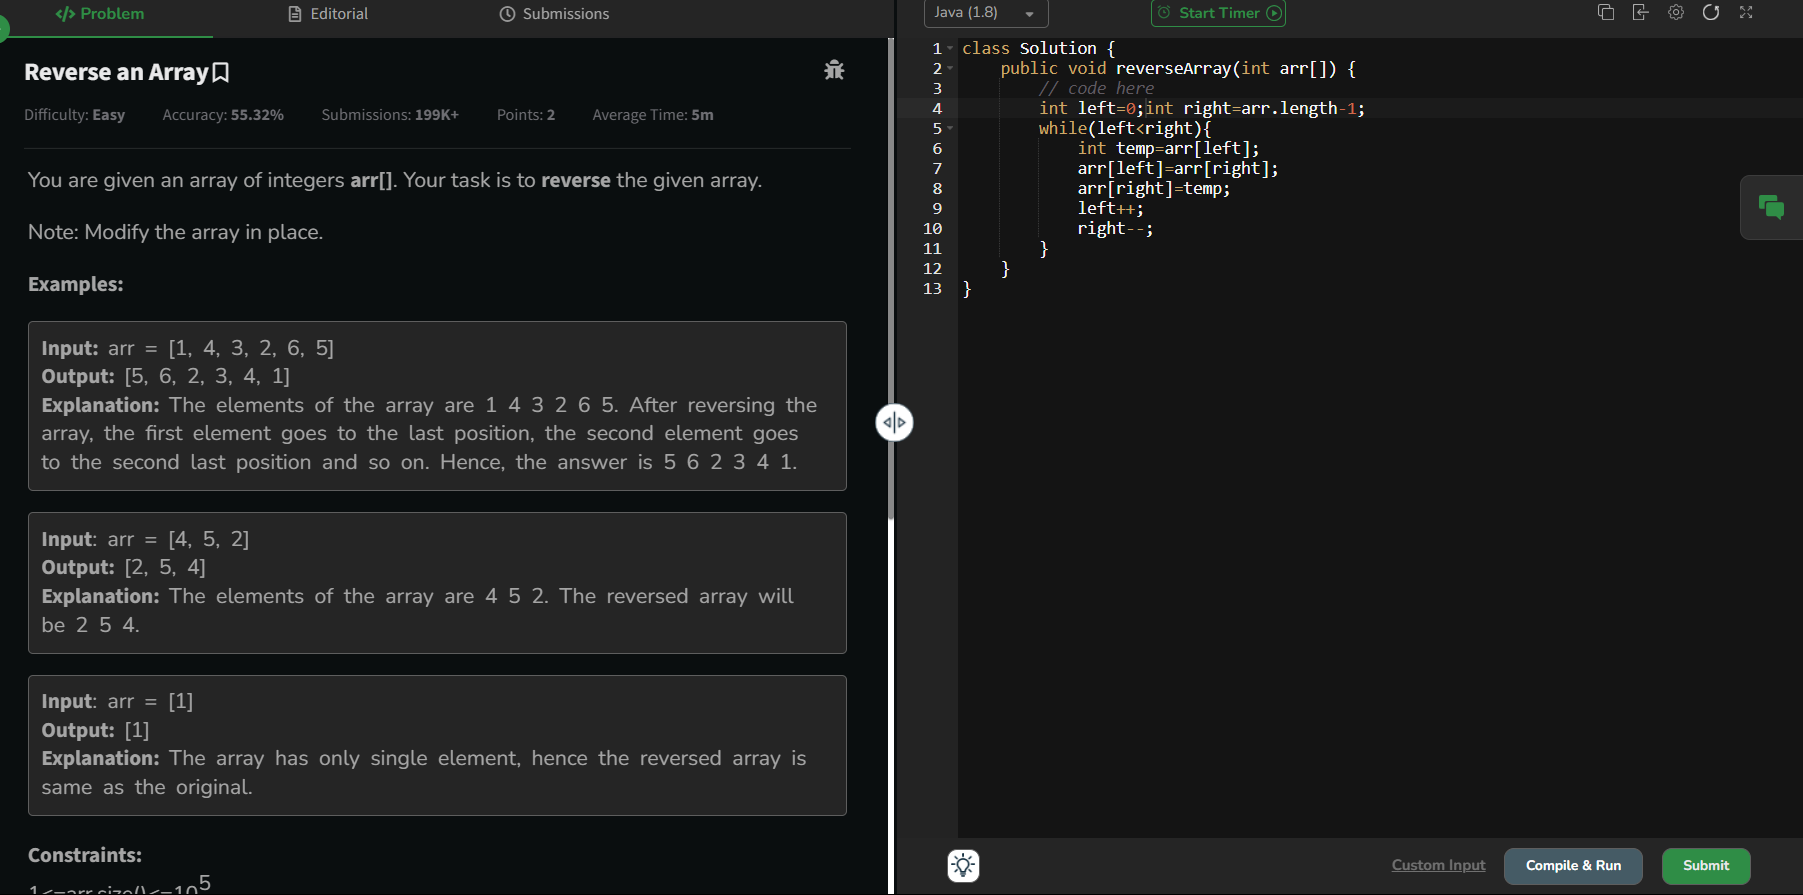 </> Problem
Editorial
Submissions
Reverse an Array
Difficulty: Easy Accuracy: 55.32% Submissions: 199K+ Points: 2 Average Time: 5m
You are given an array of integers arr[]. Your task is to reverse the given array.
Note: Modify the array in place.
Examples:
Input: arr = [1, 4, 3, 2, 6, 5]
Output: [5, 6, 2, 3, 4, 1]
Explanation: The elements of the array are 1 4 3 2 6 5. After reversing the
array, the first element goes to the last position, the second element goes
to the second last position and so on. Hence, the answer is 5 6 2 3 4 1.
Input: arr = [4, 5, 2]
Output: [2, 5, 4]
Explanation: The elements of the array are 4 5 2. The reversed array will
be 2 5 4.
Input: arr = [1]
Output: [1]
Explanation: The array has only single element, hence the reversed array is
same as the original.
Constraints:
1<=arr.size()<=10^5
Java (1.8)
Start Timer
1 class Solution {
2     public void reverseArray(int arr[]) {
3         // code here
4         int left=0;int right=arr.length-1;
5         while(left<right){
6             int temp=arr[left];
7             arr[left]=arr[right];
8             arr[right]=temp;
9             left++;
10             right--;
11         }
12     }
13 }
Custom Input
Compile & Run
Submit